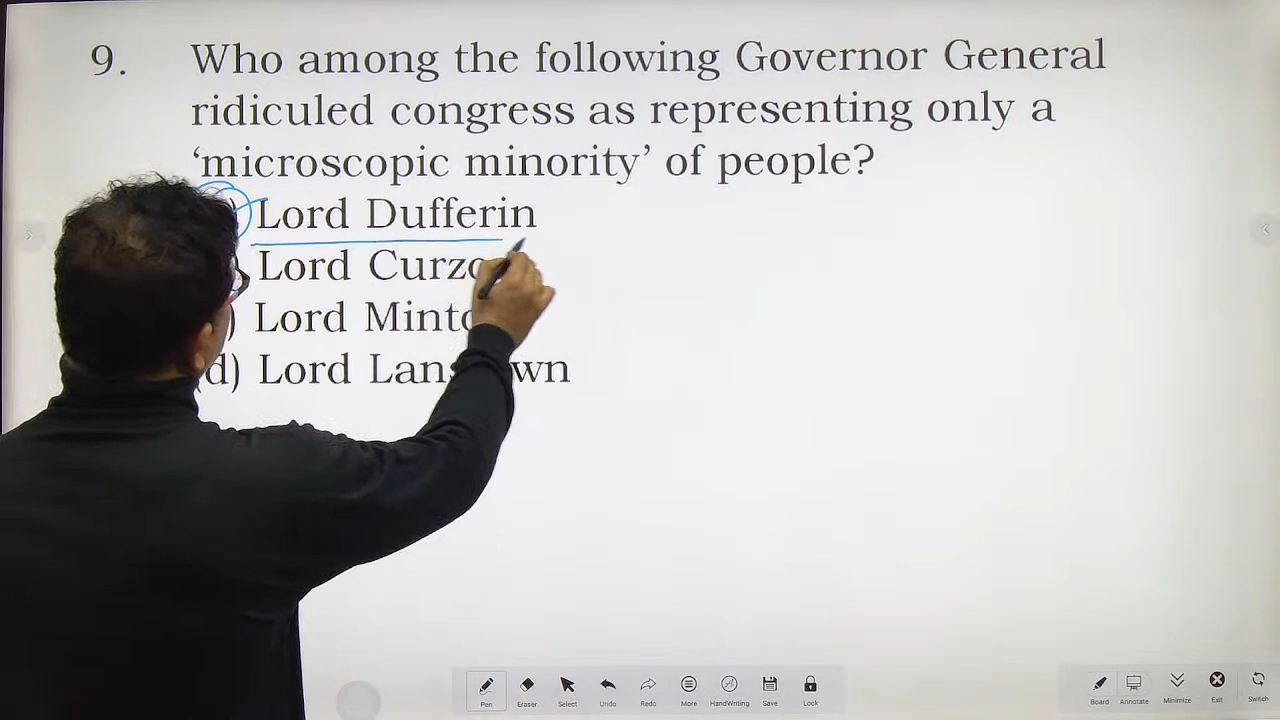 9. Who among the following Governor General
ridiculed congress as representing only a
‘microscopic minority’ of people?
) Lord Dufferin
Lord
) Lord
(d) Lord
Pen Eraser Select Undo Redo More HandWriting Save Lock
Board Annotate Minimize Exit Switch